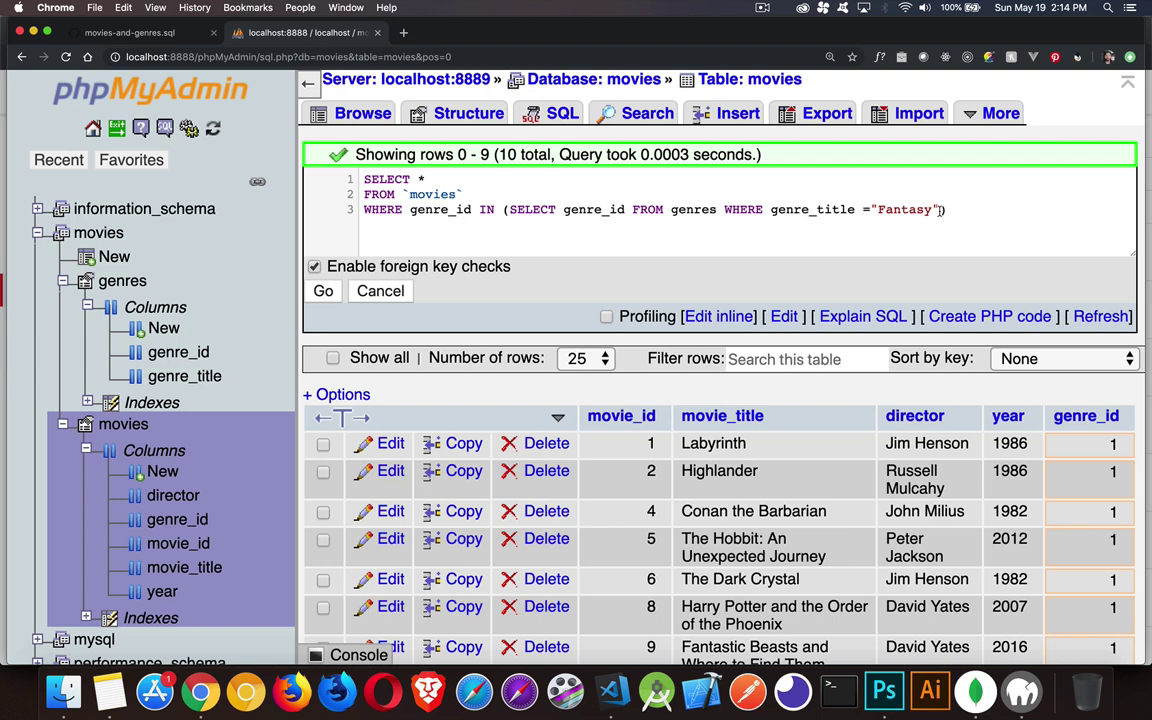 Chrome File Edit View History Bookmarks People Window Help 100% Sun May 19 2:14 PM
movies-and-genres.sql × localhost:8888 / localhost / mo ×
localhost:8888/phpMyAdmin/sql.php?db=movies&table=movies&pos=0
phpMyAdmin
Recent Favorites
information_schema
movies
New
genres
Columns
New
genre_id
genre_title
Indexes
movies
Columns
New
director
genre_id
movie_id
movie_title
year
Indexes
mysql
performance_schema
Server: localhost:8889 » Database: movies » Table: movies
Browse Structure SQL Search Insert Export Import More
Showing rows 0 - 9 (10 total, Query took 0.0003 seconds.)
1 SELECT *
2 FROM `movies`
3 WHERE genre_id IN (SELECT genre_id FROM genres WHERE genre_title ="Fantasy")
Enable foreign key checks
Go Cancel
Profiling [Edit inline] [ Edit ] [ Explain SQL ] [ Create PHP code ] [ Refresh]
Show all | Number of rows: 25 Filter rows: Search this table Sort by key: None
+ Options
←T→ movie_id movie_title director year genre_id
Edit Copy Delete 1 Labyrinth Jim Henson 1986 1
Edit Copy Delete 2 Highlander Russell Mulcahy 1986 1
Edit Copy Delete 4 Conan the Barbarian John Milius 1982 1
Edit Copy Delete 5 The Hobbit: An Unexpected Journey Peter Jackson 2012 1
Edit Copy Delete 6 The Dark Crystal Jim Henson 1982 1
Edit Copy Delete 8 Harry Potter and the Order of the Phoenix David Yates 2007 1
Edit Copy Delete 9 Fantastic Beasts and Where to Find Them David Yates 2016 1
Console
Ps Ai